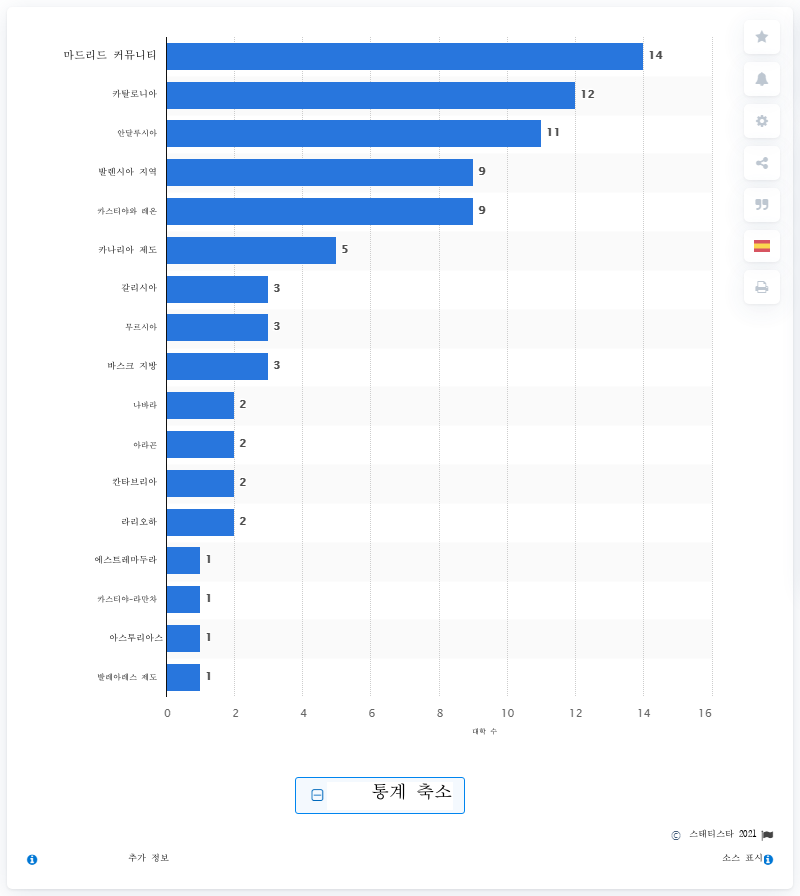 마드리드 커뮤니티 14
카탈로니아 12
안달루시아 11
발렌시아 지역 9
카스티야와 레온 9
카나리아 제도 5
갈리시아 3
무르시아 3
바스크 지방 3
나바라 2
아라곤 2
칸타브리아 2
라리오하 2
에스트레마두라 1
카스티야-라만차 1
아스투리아스 1
발레아레스 제도 1
0 2 4 6 8 10 12 14 16
대학 수
통계 축소
© 스태티스타 2021
추가 정보 소스 표시